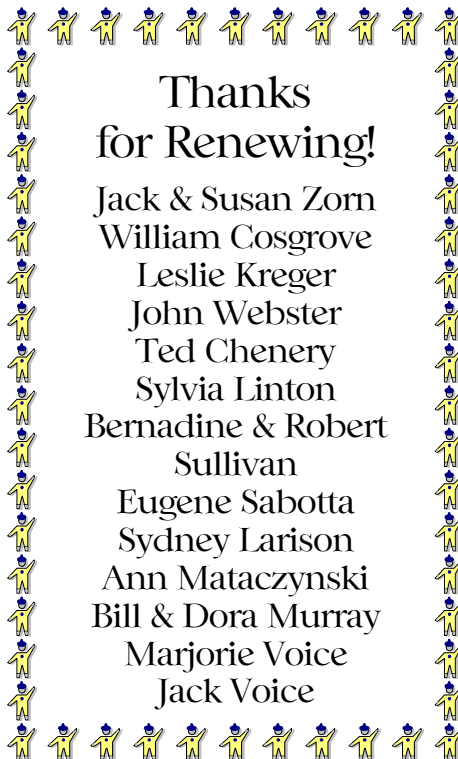 Thanks
for Renewing!
Jack & Susan Zorn
William Cosgrove
Leslie Kreger
John Webster
Ted Chenery
Sylvia Linton
Bernadine & Robert
Sullivan
Eugene Sabotta
Sydney Larison
Ann Mataczynski
Bill & Dora Murray
Marjorie Voice
Jack Voice